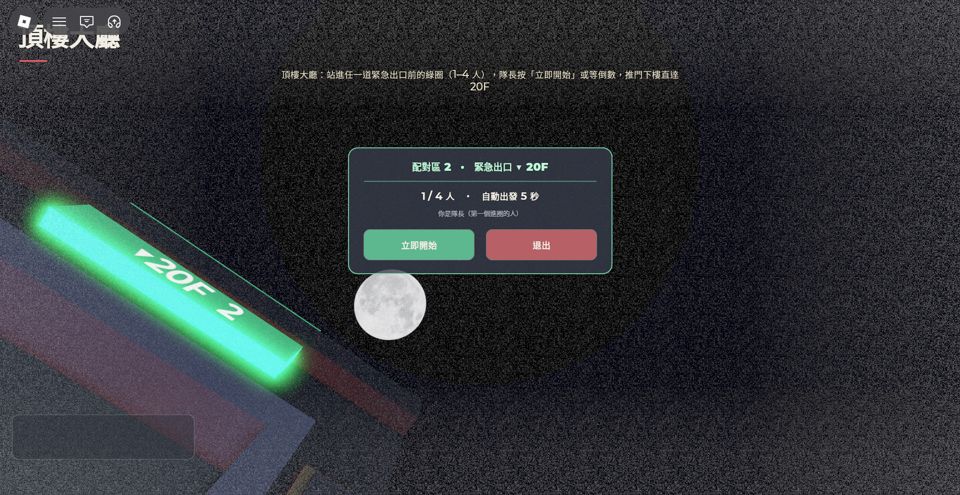 頂樓大廳
頂樓大廳：站進任一道緊急出口前的綠圈（1–4 人），隊長按「立即開始」或等倒數，推門下樓直達
20F
配對區 2 • 緊急出口 ▼ 20F
1 / 4 人 • 自動出發 5 秒
你是隊長（第一個進圈的人）
立即開始
退出
▼20F 2